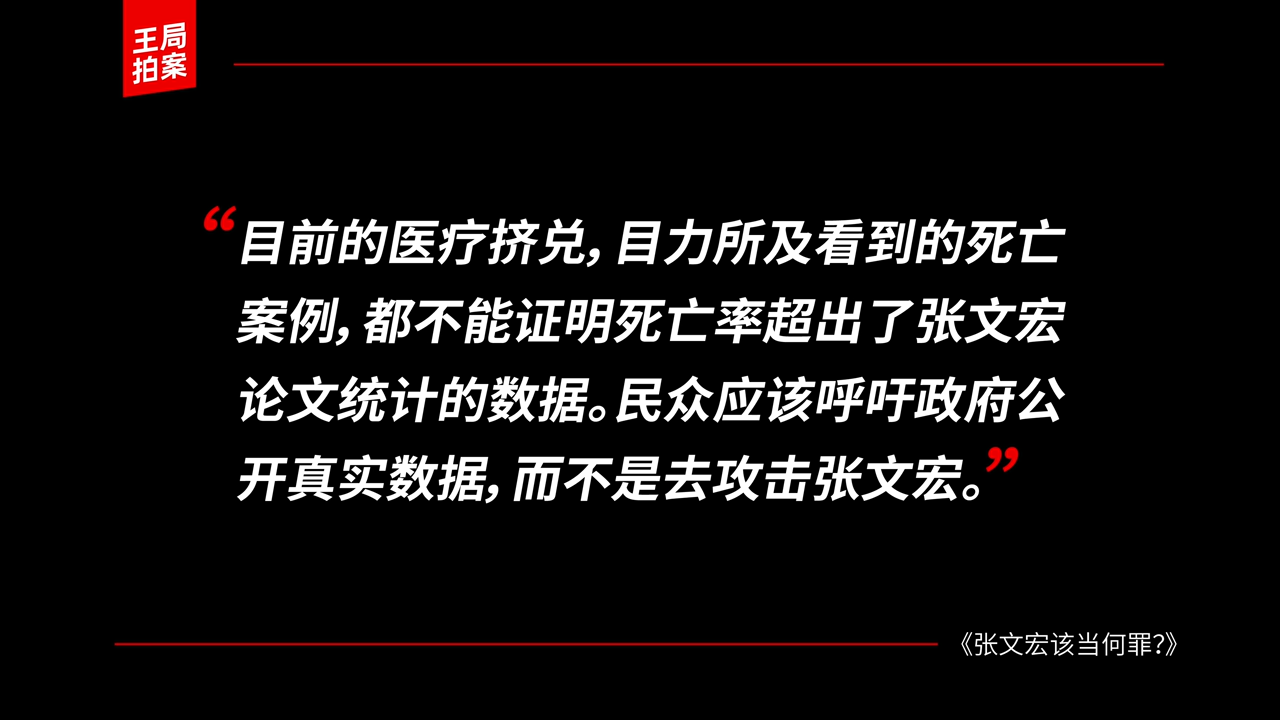 王局
拍案
“目前的医疗挤兑，目力所及看到的死亡
案例，都不能证明死亡率超出了张文宏
论文统计的数据。民众应该呼吁政府公
开真实数据，而不是去攻击张文宏。”
《张文宏该当何罪？》